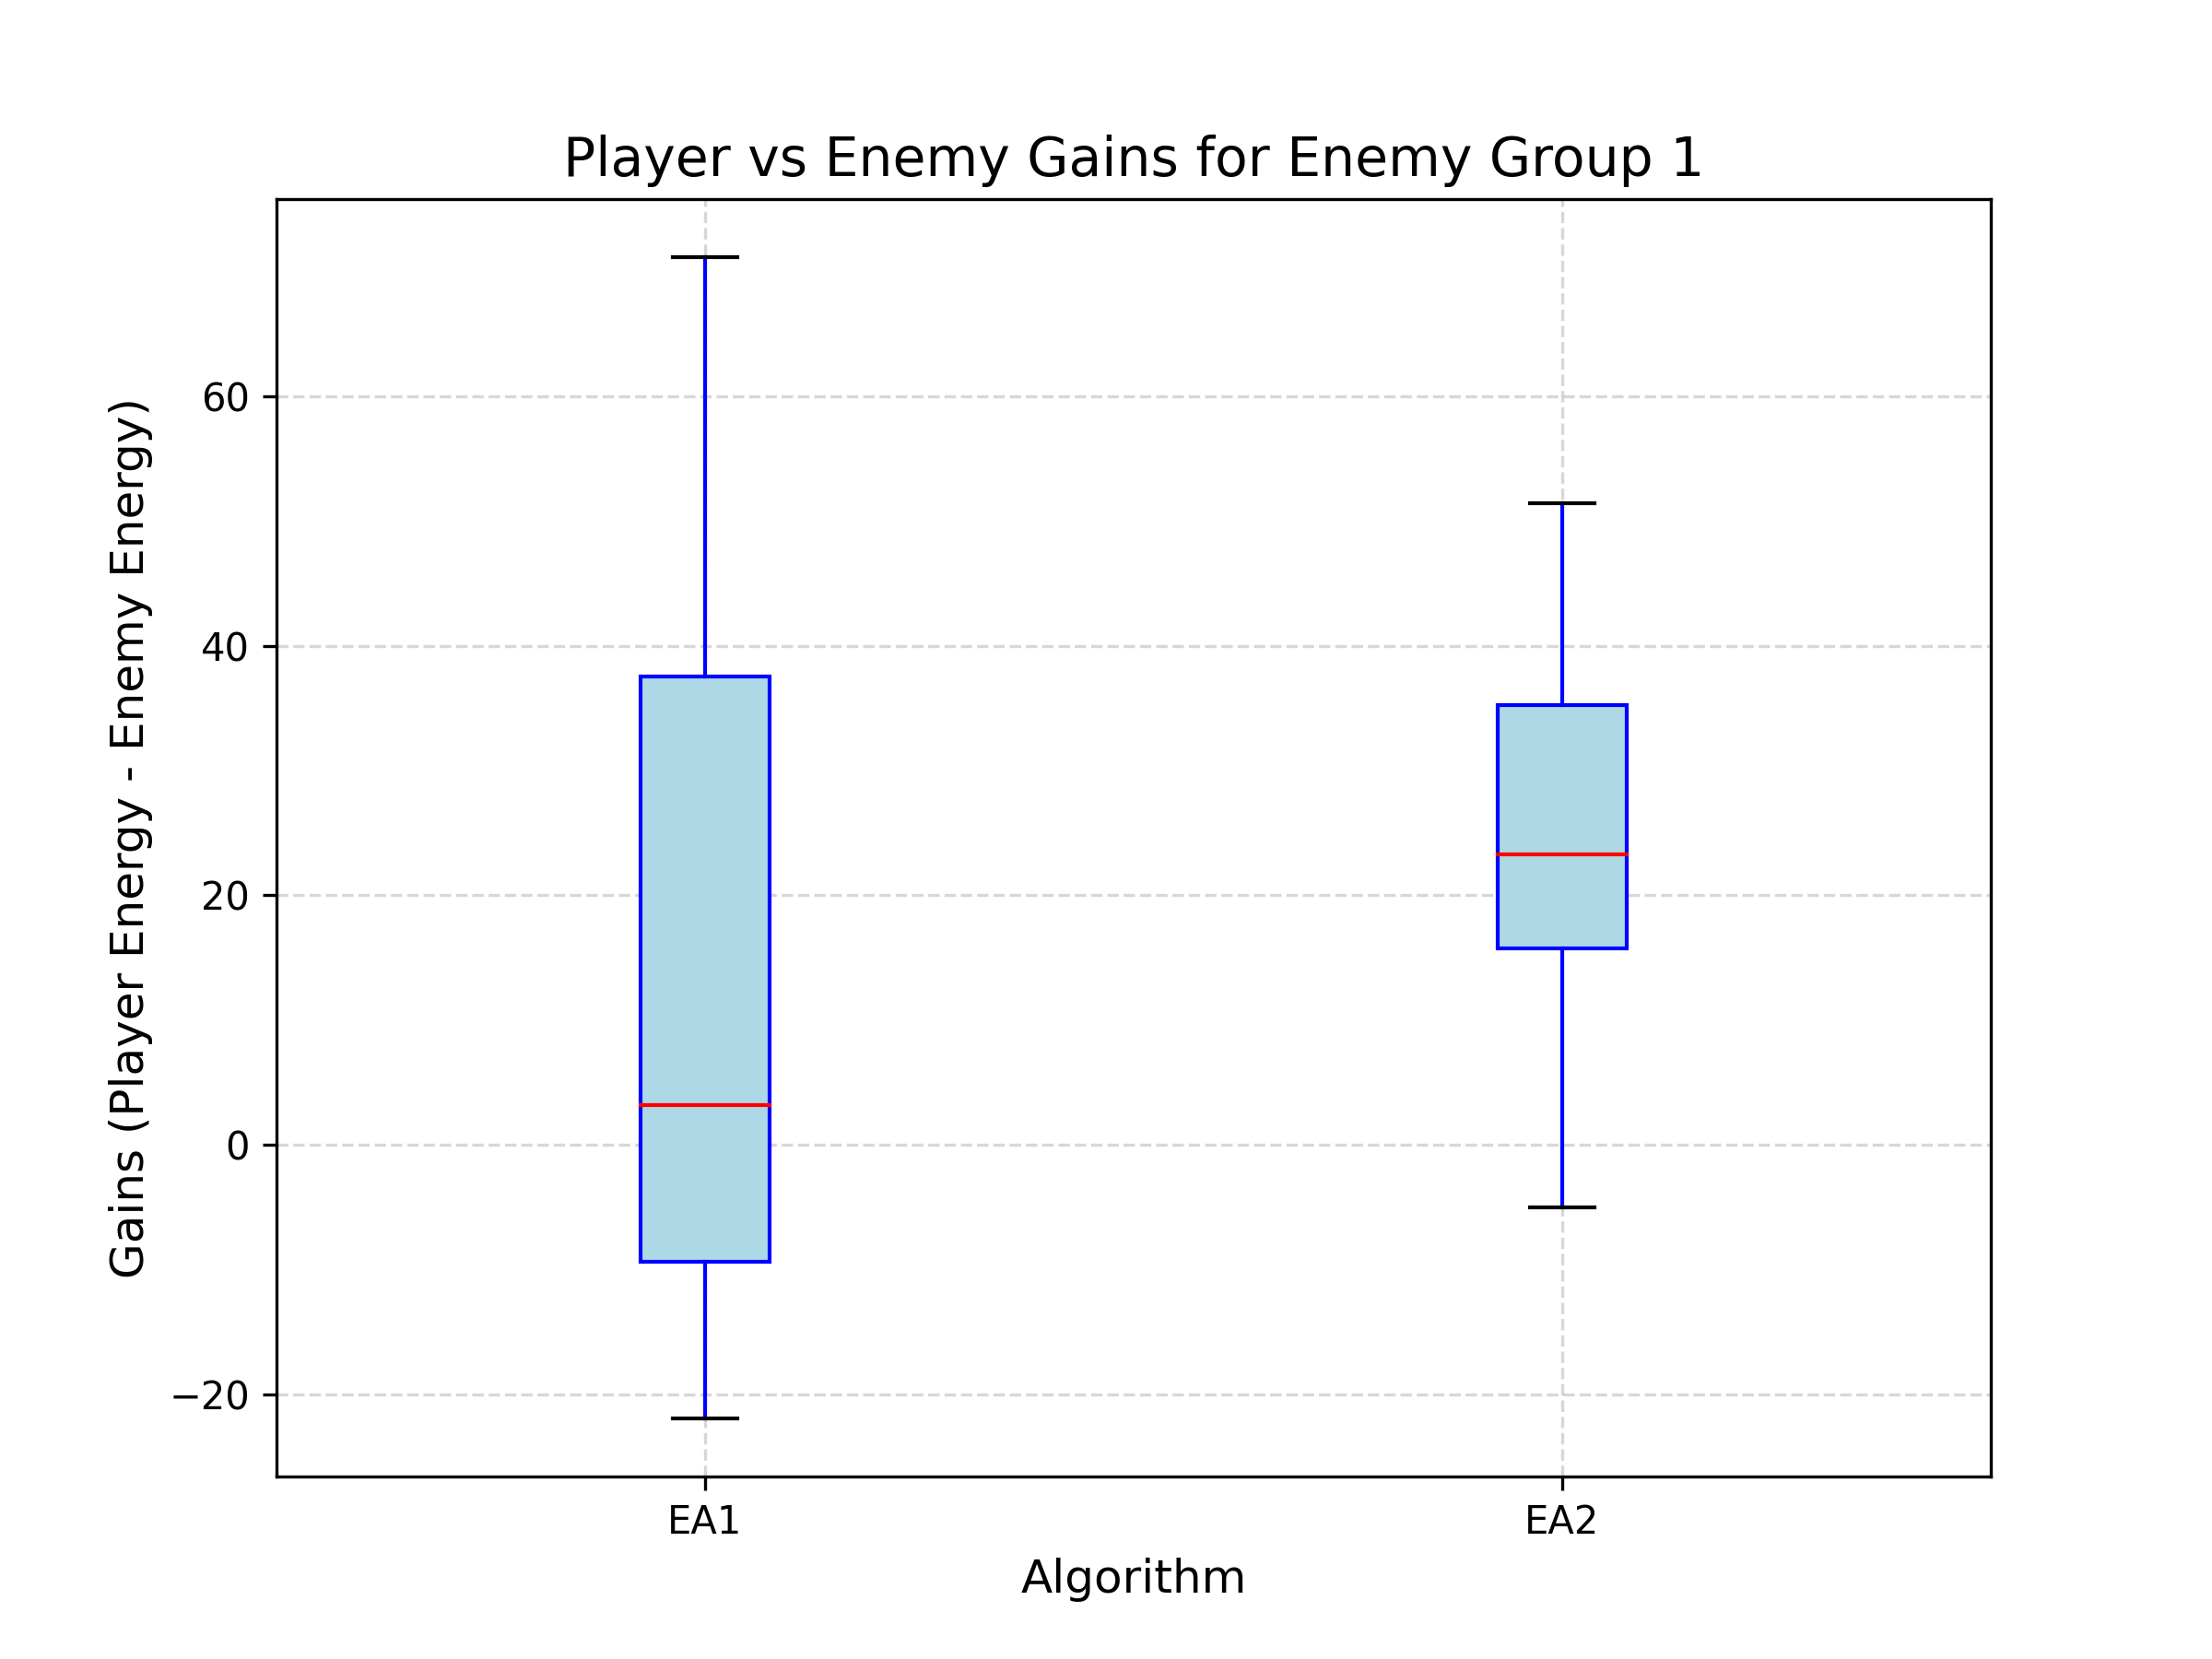 Player vs Enemy Gains for Enemy Group 1
Gains (Player Energy - Enemy Energy)
60
40
20
0
−20
EA1
EA2
Algorithm